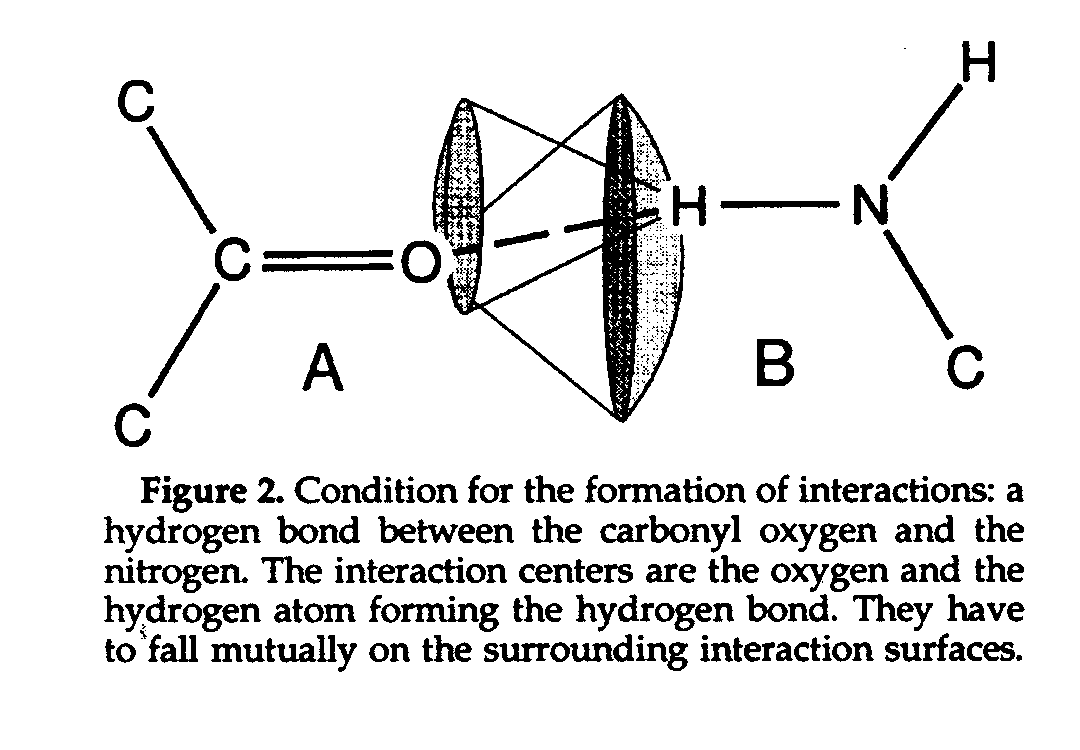 H
C
H
N
C
O
A
B
C
C
Figure 2. Condition for the formation of interactions: a
hydrogen bond between the carbonyl oxygen and the
nitrogen. The interaction centers are the oxygen and the
hydrogen atom forming the hydrogen bond. They have
to fall mutually on the surrounding interaction surfaces.